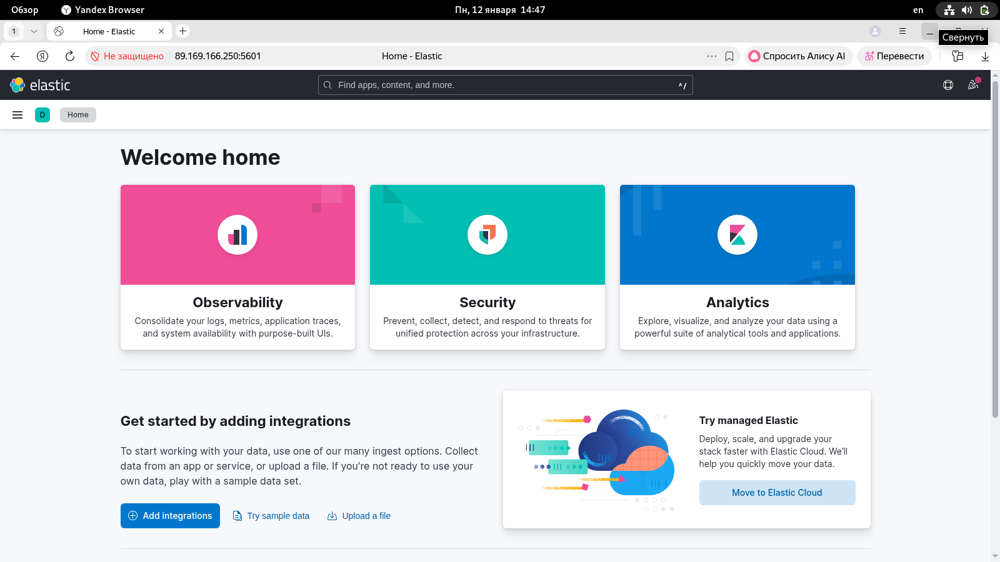 Обзор
Yandex Browser
Пн, 12 января 14:47
en
1
Home - Elastic
Свернуть
Я
Не защищено
89.169.166.250:5601
Home - Elastic
Спросить Алису AI
Перевести
elastic
Find apps, content, and more.
^/
D
Home
Welcome home
Observability
Consolidate your logs, metrics, application traces,
and system availability with purpose-built UIs.
Security
Prevent, collect, detect, and respond to threats for
unified protection across your infrastructure.
Analytics
Explore, visualize, and analyze your data using a
powerful suite of analytical tools and applications.
Get started by adding integrations
To start working with your data, use one of our many ingest options. Collect
data from an app or service, or upload a file. If you're not ready to use your
own data, play with a sample data set.
Add integrations
Try sample data
Upload a file
Try managed Elastic
Deploy, scale, and upgrade your
stack faster with Elastic Cloud. We’ll
help you quickly move your data.
Move to Elastic Cloud